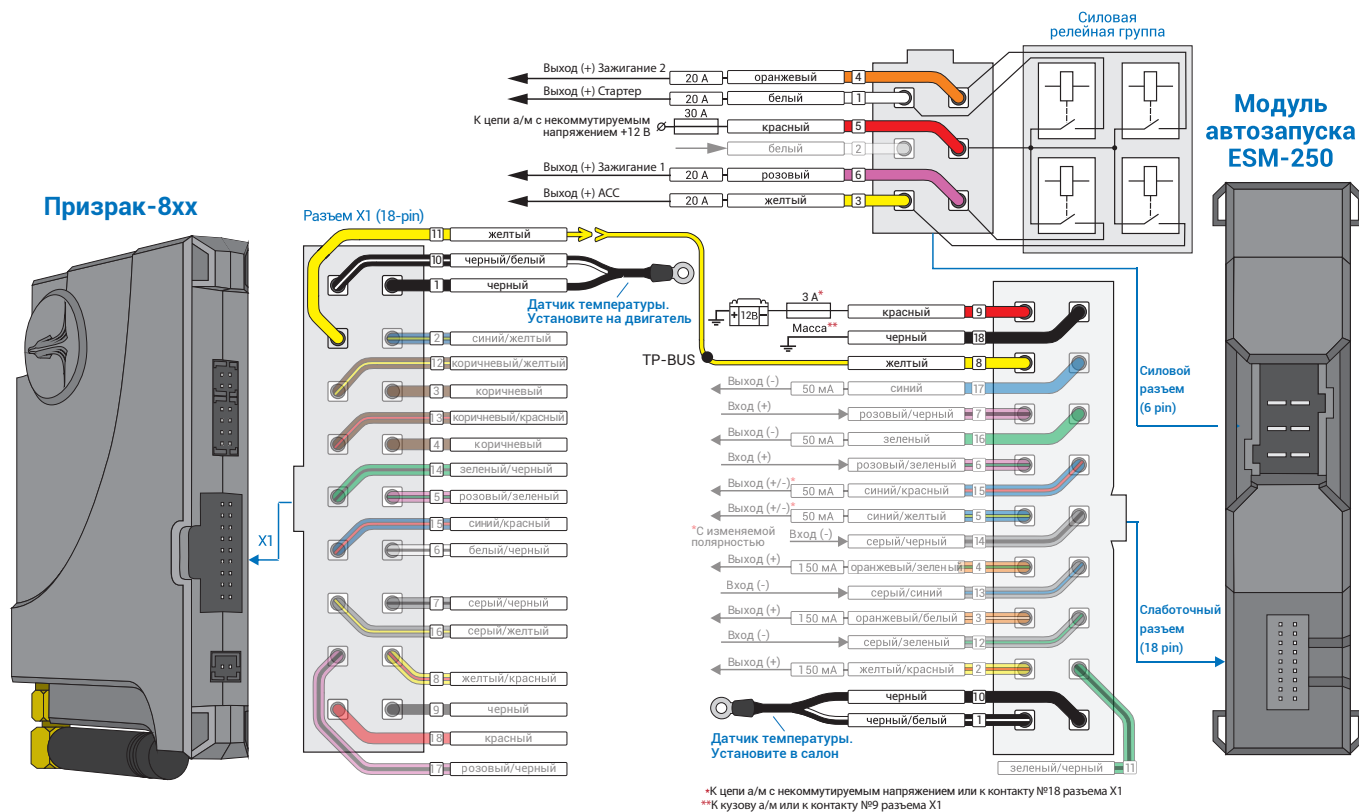 Силовая
релейная группа
Модуль
автозапуска
ESM-250
Выход (+) Зажигание 2
20 А
оранжевый
4
Выход (+) Стартер
20 А
белый
1
К цепи а/м с некоммутируемым
напряжением +12 В
30 А
красный
5
белый
2
Выход (+) Зажигание 1
20 А
розовый
6
Выход (+) АСС
20 А
желтый
3
Призрак-8xx
Разъем X1 (18-pin)
11
желтый
10
черный/белый
1
черный
Датчик температуры.
Установите на двигатель
2
синий/желтый
12
коричневый/желтый
3
коричневый
13
коричневый/красный
4
коричневый
14
зеленый/черный
5
розовый/зеленый
15
синий/красный
6
белый/черный
7
серый/черный
16
серый/желтый
8
желтый/красный
9
черный
18
красный
17
розовый/черный
X1
TP-BUS
+ 12В –
3 А*
красный
9
Масса**
черный
18
желтый
8
Выход (-)
50 мА
синий
17
Вход (+)
розовый/черный
7
Выход (-)
50 мА
зеленый
16
Вход (+)
розовый/зеленый
6
Выход (+/-)*
50 мА
синий/красный
15
Выход (+/-)*
50 мА
синий/желтый
5
*С изменяемой
полярностью
Вход (-)
серый/черный
14
Выход (+)
150 мА
оранжевый/зеленый
4
Вход (-)
серый/синий
13
Выход (+)
150 мА
оранжевый/белый
3
Вход (-)
серый/зеленый
12
Выход (+)
150 мА
желтый/красный
2
черный
10
черный/белый
1
Датчик температуры.
Установите в салон
зеленый/черный
11
Силовой
разъем
(6 pin)
Слаботочный
разъем
(18 pin)
*К цепи а/м с некоммутируемым напряжением или к контакту №18 разъема X1
**К кузову а/м или к контакту №9 разъема X1